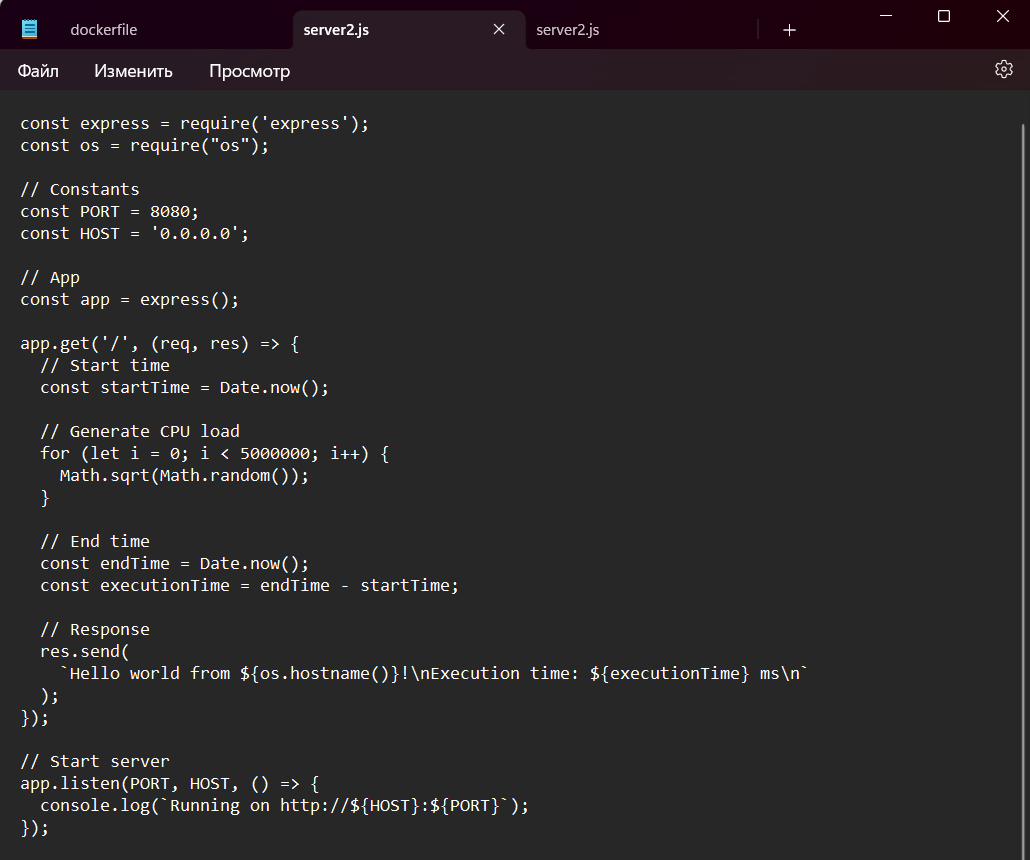 dockerfile
server2.js
server2.js
Файл
Изменить
Просмотр
const express = require('express');
const os = require("os");

// Constants
const PORT = 8080;
const HOST = '0.0.0.0';

// App
const app = express();

app.get('/', (req, res) => {
  // Start time
  const startTime = Date.now();

  // Generate CPU load
  for (let i = 0; i < 5000000; i++) {
    Math.sqrt(Math.random());
  }

  // End time
  const endTime = Date.now();
  const executionTime = endTime - startTime;

  // Response
  res.send(
    `Hello world from ${os.hostname()}!\nExecution time: ${executionTime} ms\n`
  );
});

// Start server
app.listen(PORT, HOST, () => {
  console.log(`Running on http://${HOST}:${PORT}`);
});